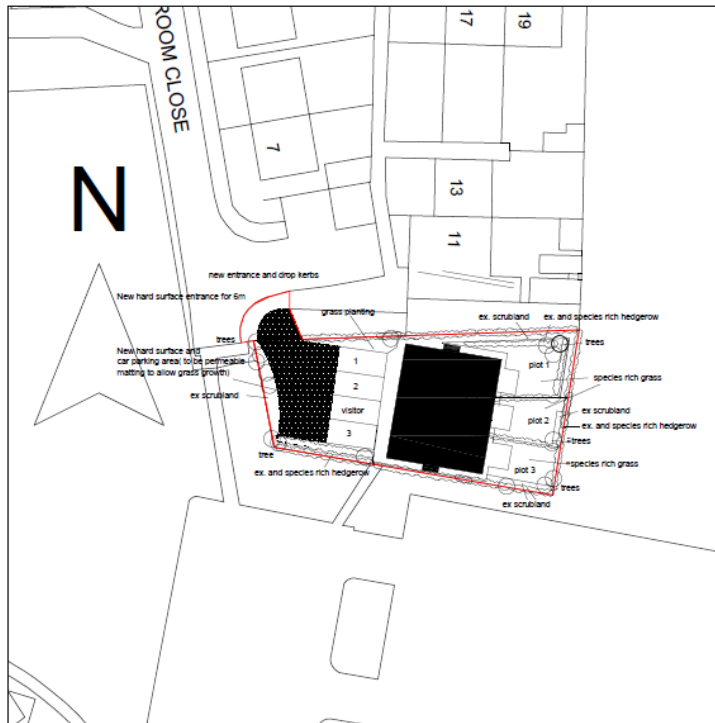 17
19
ROOM CLOSE
7
13
N
11
new entrance and drop kerbs
New hard surface entrance for 6m
grass planting
ex. scrubland
ex. and species rich hedgerow
trees
trees
New hard surface and
car parking area( to be permeable
matting to allow grass growth)
1
plot 1
species rich grass
2
ex scrubland
visitor
ex scrubland
plot 2
ex. and species rich hedgerow
3
trees
tree
plot 3
species rich grass
ex. and species rich hedgerow
trees
ex scrubland